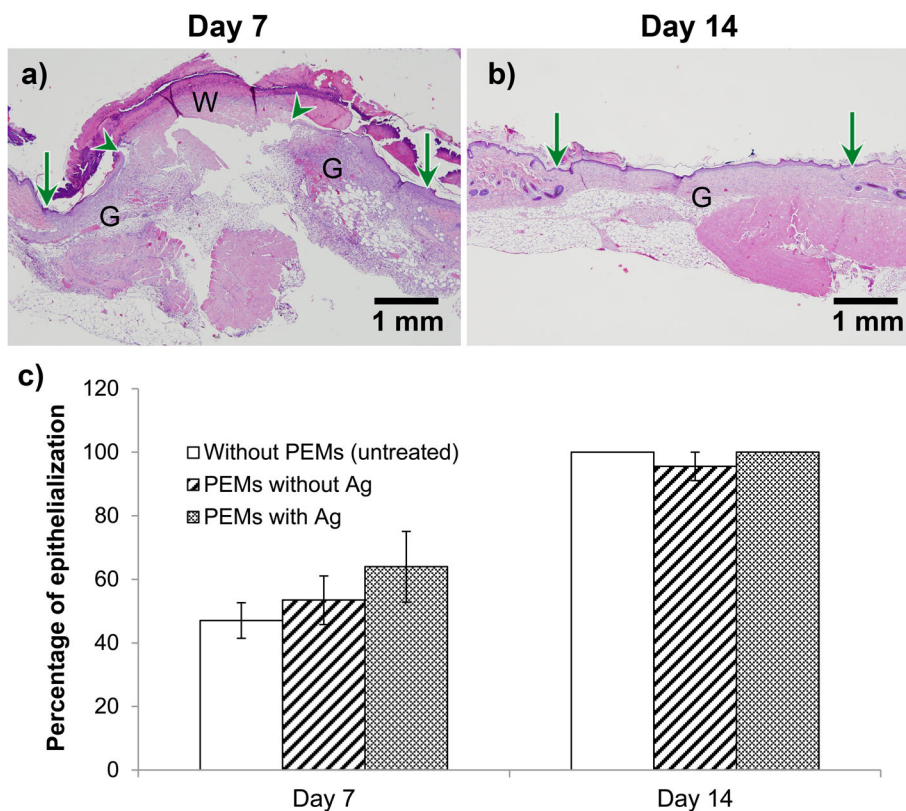 Day 7
Day 14
a)
W
G
G
1 mm
b)
G
1 mm
c)
Percentage of epithelialization
120
100
80
60
40
20
0
Without PEMs (untreated)
PEMs without Ag
PEMs with Ag
Day 7
Day 14